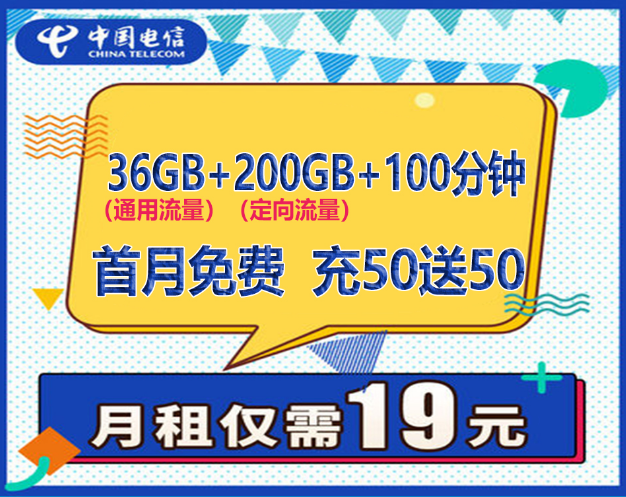 中国电信
CHINA TELECOM
36GB+200GB+100分钟
（通用流量）（定向流量）
首月免费 充50送50
月租仅需19元